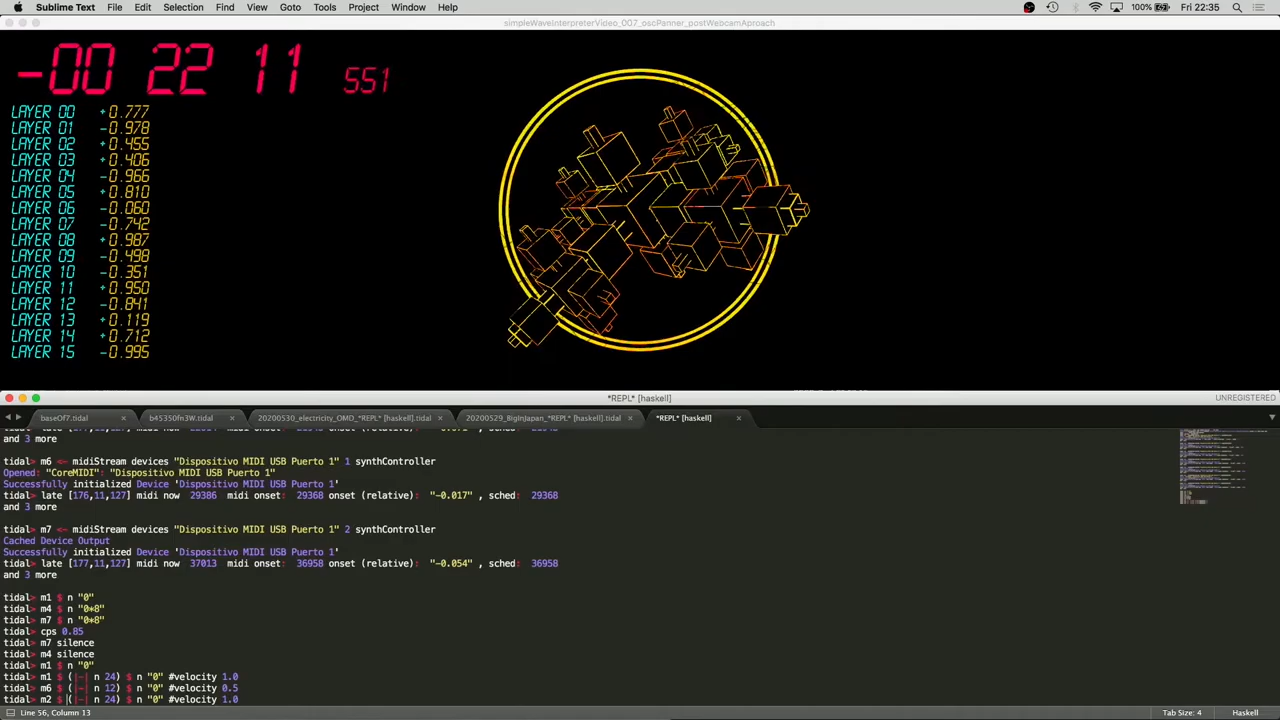 Sublime Text File Edit Selection Find View Goto Tools Project Window Help 100% Fri 22:35
simpleWaveInterpreterVideo_007_oscPanner_postWebcamAproach
-00 22 11 551
LAYER 00 +0.777
LAYER 01 -0.978
LAYER 02 +0.455
LAYER 03 +0.406
LAYER 04 -0.966
LAYER 05 +0.810
LAYER 06 -0.060
LAYER 07 -0.742
LAYER 08 +0.987
LAYER 09 -0.498
LAYER 10 -0.351
LAYER 11 +0.950
LAYER 12 -0.841
LAYER 13 +0.119
LAYER 14 +0.712
LAYER 15 -0.995
*REPL* [haskell] UNREGISTERED
baseOf7.tidal b45350fn3W.tidal 20200530_electricity_OMD_*REPL* [haskell].tidal 20200529_BigInJapan_*REPL* [haskell].tidal *REPL* [haskell]
and 3 more
tidal> m6 <- midiStream devices "Dispositivo MIDI USB Puerto 1" 1 synthController
Opened: "CoreMIDI": "Dispositivo MIDI USB Puerto 1"
Successfully initialized Device 'Dispositivo MIDI USB Puerto 1'
tidal> late [176,11,127] midi now 29386 midi onset: 29368 onset (relative): "-0.017" , sched: 29368
and 3 more
tidal> m7 <- midiStream devices "Dispositivo MIDI USB Puerto 1" 2 synthController
Cached Device Output
Successfully initialized Device 'Dispositivo MIDI USB Puerto 1'
tidal> late [177,11,127] midi now 37013 midi onset: 36958 onset (relative): "-0.054" , sched: 36958
and 3 more
tidal> m1 $ n "0"
tidal> m4 $ n "0*8"
tidal> m7 $ n "0*8"
tidal> cps 0.85
tidal> m7 silence
tidal> m4 silence
tidal> m1 $ n "0"
tidal> m1 $ (|-| n 24) $ n "0" #velocity 1.0
tidal> m6 $ (|-| n 12) $ n "0" #velocity 0.5
tidal> m2 $ (|-| n 24) $ n "0" #velocity 1.0
Line 56, Column 13 Tab Size: 4 Haskell